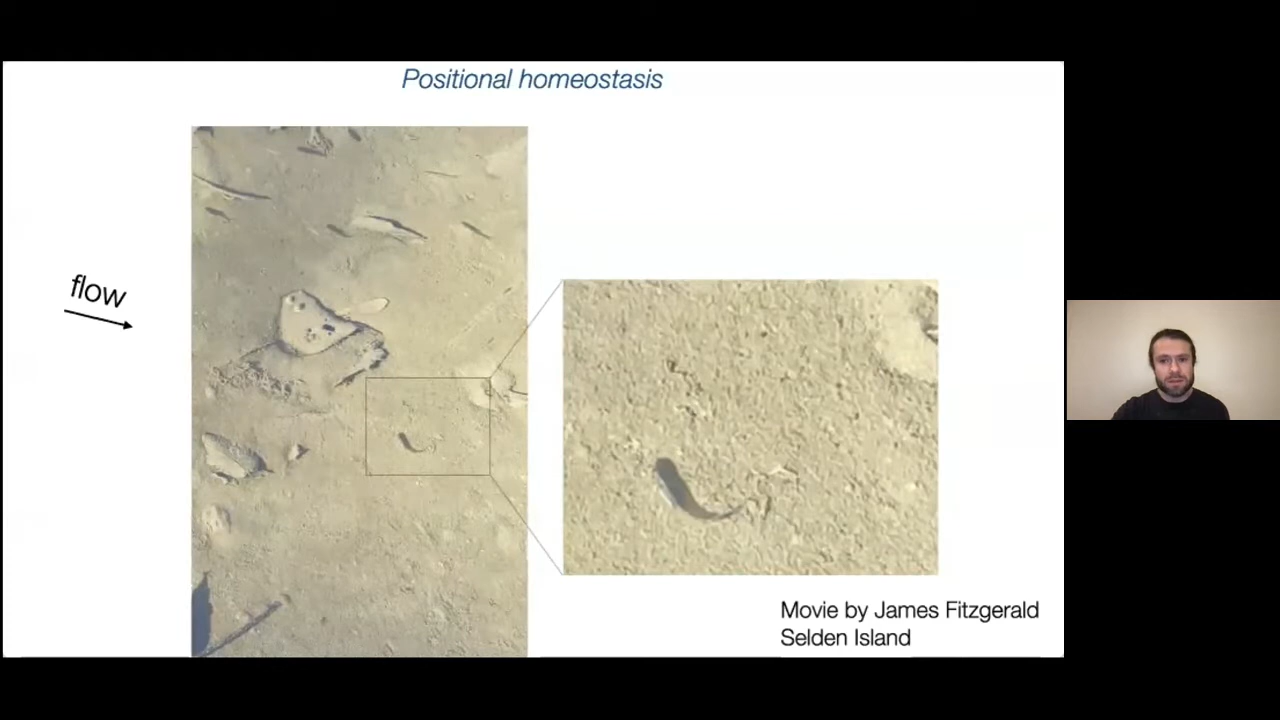 Positional homeostasis
flow
Movie by James Fitzgerald
Selden Island